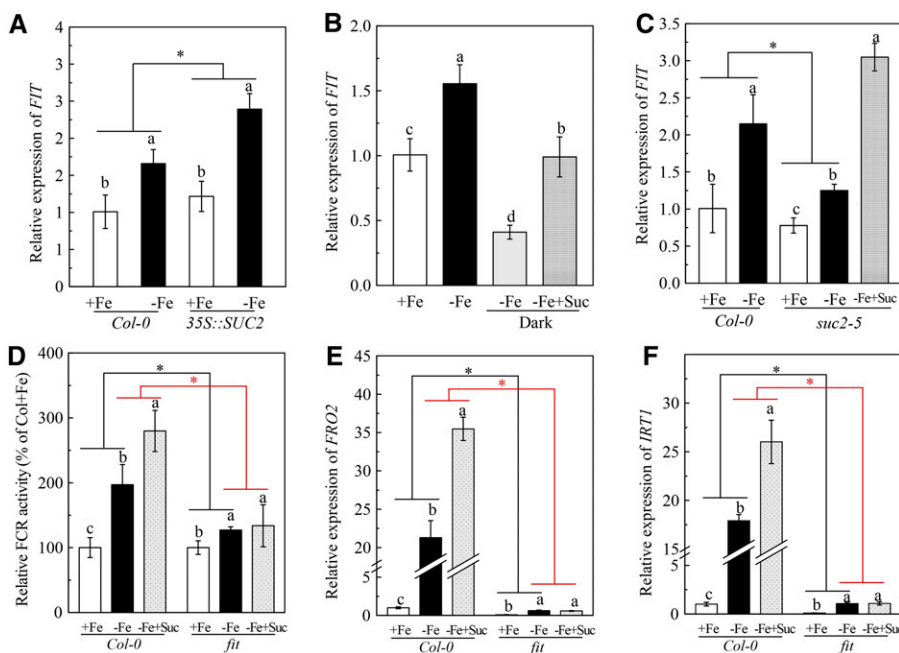 A
Relative expression of FIT
4
3
3
2
2
1
1
0
*
b
a
b
a
+Fe -Fe +Fe -Fe
Col-0 35S::SUC2
B
Relative expression of FIT
2.0
1.5
1.0
0.5
0.0
c
a
d
b
+Fe -Fe -Fe -Fe+Suc
Dark
C
Relative expression of FIT
3.5
3.0
2.5
2.0
1.5
1.0
0.5
0.0
*
b
a
c
b
a
+Fe -Fe +Fe -Fe -Fe+Suc
Col-0 suc2-5
D
Relative FCR activity (% of Col+Fe)
400
350
300
250
200
150
100
50
0
*
*
c
b
a
b
a
a
+Fe -Fe -Fe+Suc +Fe -Fe -Fe+Suc
Col-0 fit
E
Relative expression of FRO2
45
40
35
30
25
20
5
0
*
*
c
b
a
b
a
a
+Fe -Fe -Fe+Suc +Fe -Fe -Fe+Suc
Col-0 fit
F
Relative expression of IRT1
30
25
20
15
5
0
*
*
c
b
a
b
a
a
+Fe -Fe -Fe+Suc +Fe -Fe -Fe+Suc
Col-0 fit